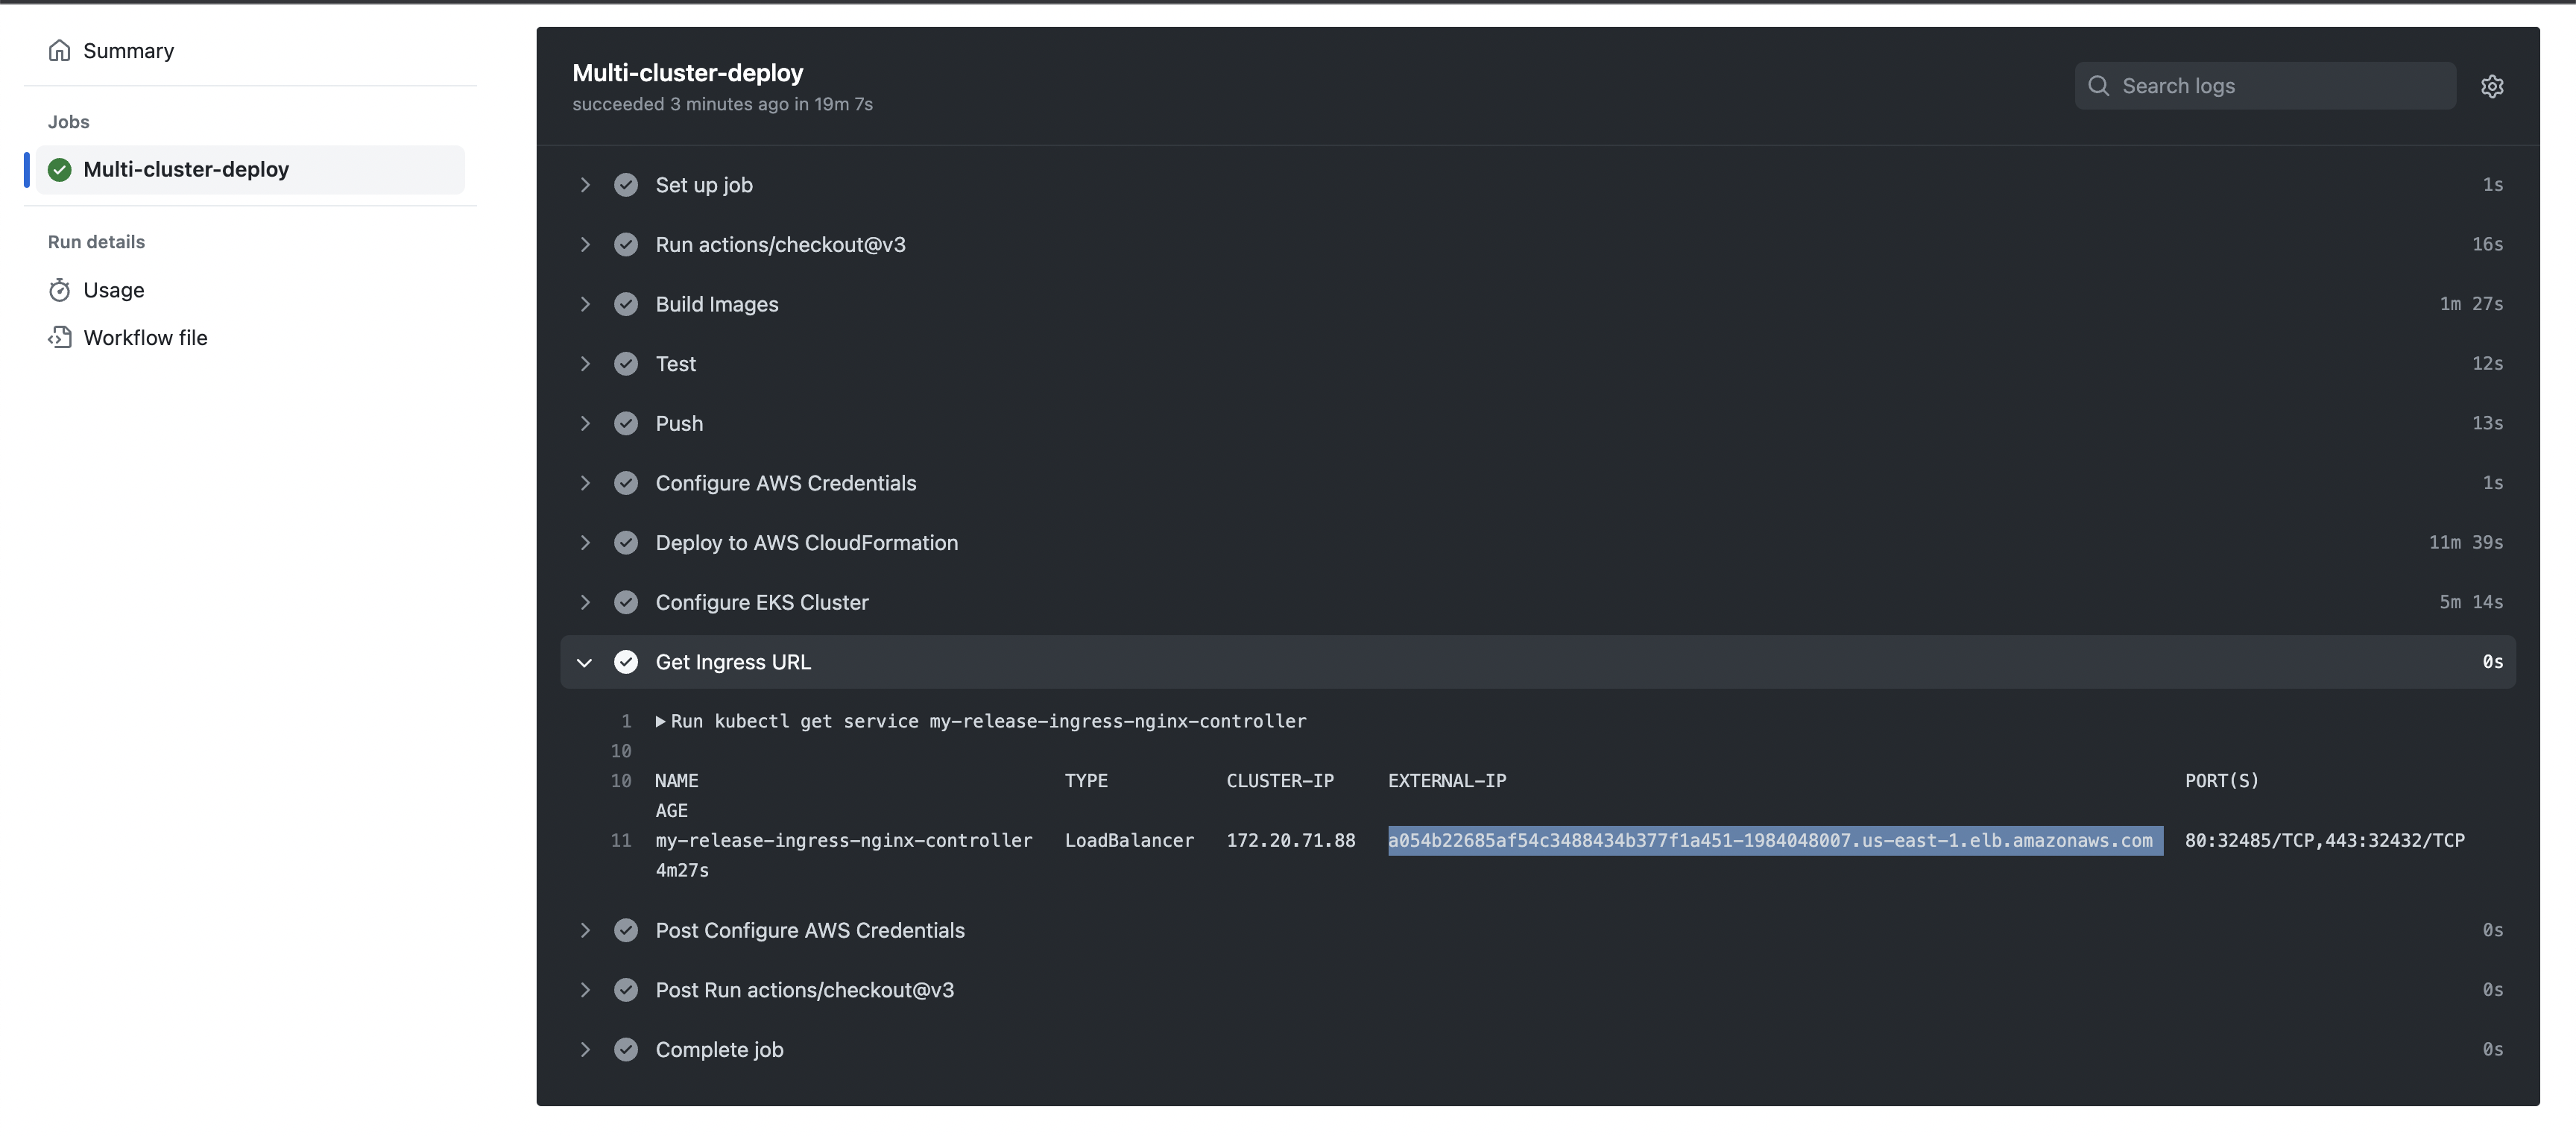 Summary
Jobs
Multi-cluster-deploy
Run details
Usage
Workflow file
Multi-cluster-deploy
succeeded 3 minutes ago in 19m 7s
Search logs
Set up job 1s
Run actions/checkout@v3 16s
Build Images 1m 27s
Test 12s
Push 13s
Configure AWS Credentials 1s
Deploy to AWS CloudFormation 11m 39s
Configure EKS Cluster 5m 14s
Get Ingress URL 0s
1 Run kubectl get service my-release-ingress-nginx-controller
10
10 NAME TYPE CLUSTER-IP EXTERNAL-IP PORT(S)
AGE
11 my-release-ingress-nginx-controller LoadBalancer 172.20.71.88 a054b22685af54c3488434b377f1a451-1984048007.us-east-1.elb.amazonaws.com 80:32485/TCP,443:32432/TCP
4m27s
Post Configure AWS Credentials 0s
Post Run actions/checkout@v3 0s
Complete job 0s